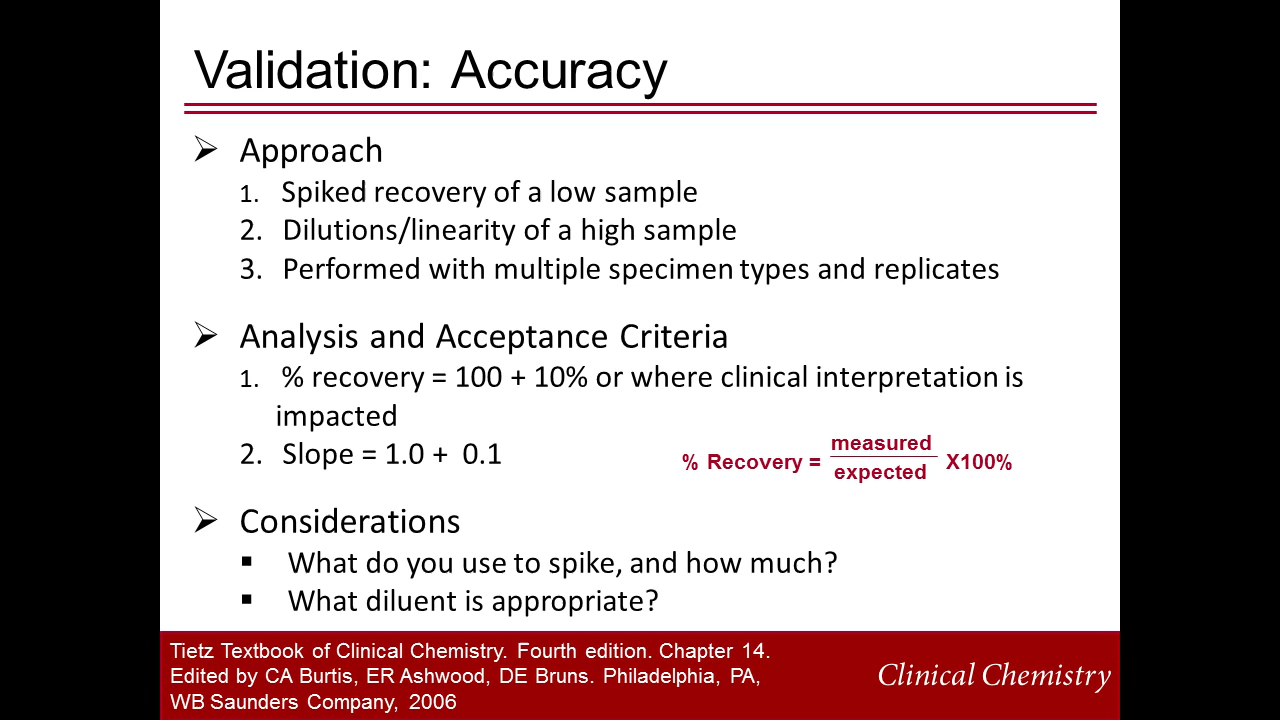 Validation: Accuracy
➢ Approach
1. Spiked recovery of a low sample
2. Dilutions/linearity of a high sample
3. Performed with multiple specimen types and replicates
➢ Analysis and Acceptance Criteria
1. % recovery = 100 + 10% or where clinical interpretation is
impacted
2. Slope = 1.0 + 0.1
% Recovery = measured
expected X100%
➢ Considerations
▪ What do you use to spike, and how much?
▪ What diluent is appropriate?
Tietz Textbook of Clinical Chemistry. Fourth edition. Chapter 14.
Edited by CA Burtis, ER Ashwood, DE Bruns. Philadelphia, PA,
WB Saunders Company, 2006
Clinical Chemistry